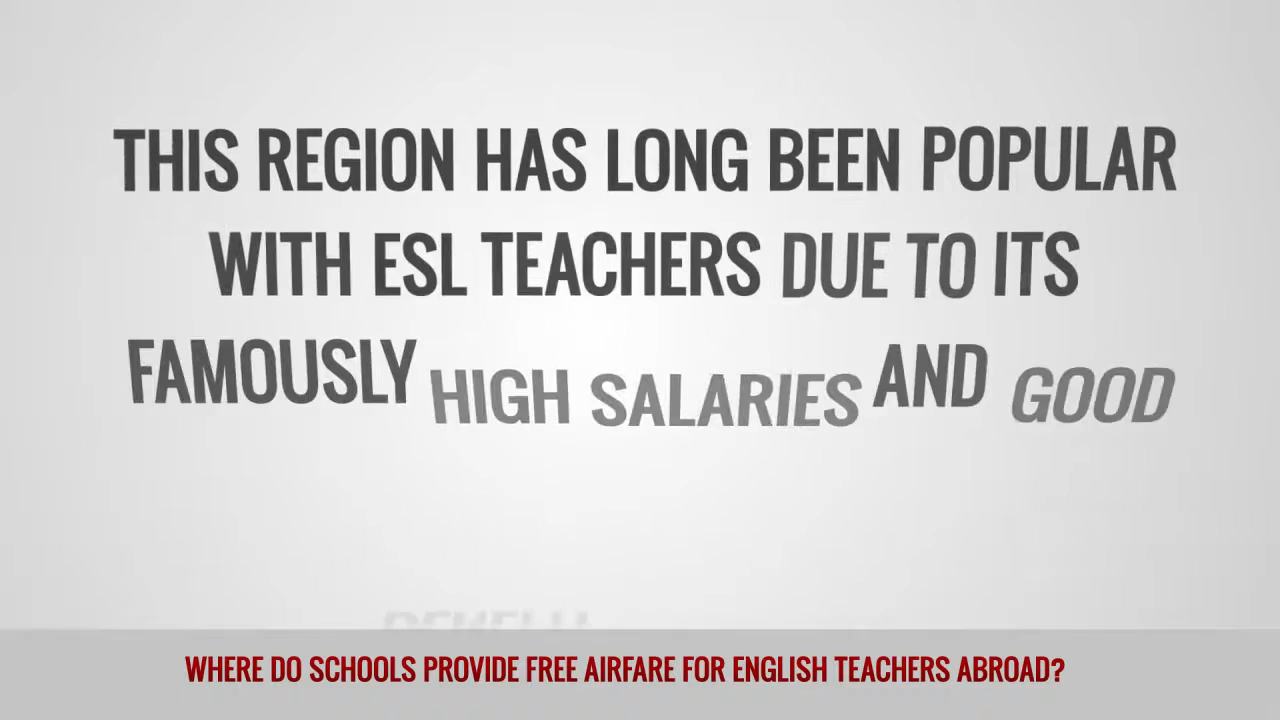 THIS REGION HAS LONG BEEN POPULAR
WITH ESL TEACHERS DUE TO ITS
FAMOUSLY HIGH SALARIES AND GOOD
WHERE DO SCHOOLS PROVIDE FREE AIRFARE FOR ENGLISH TEACHERS ABROAD?